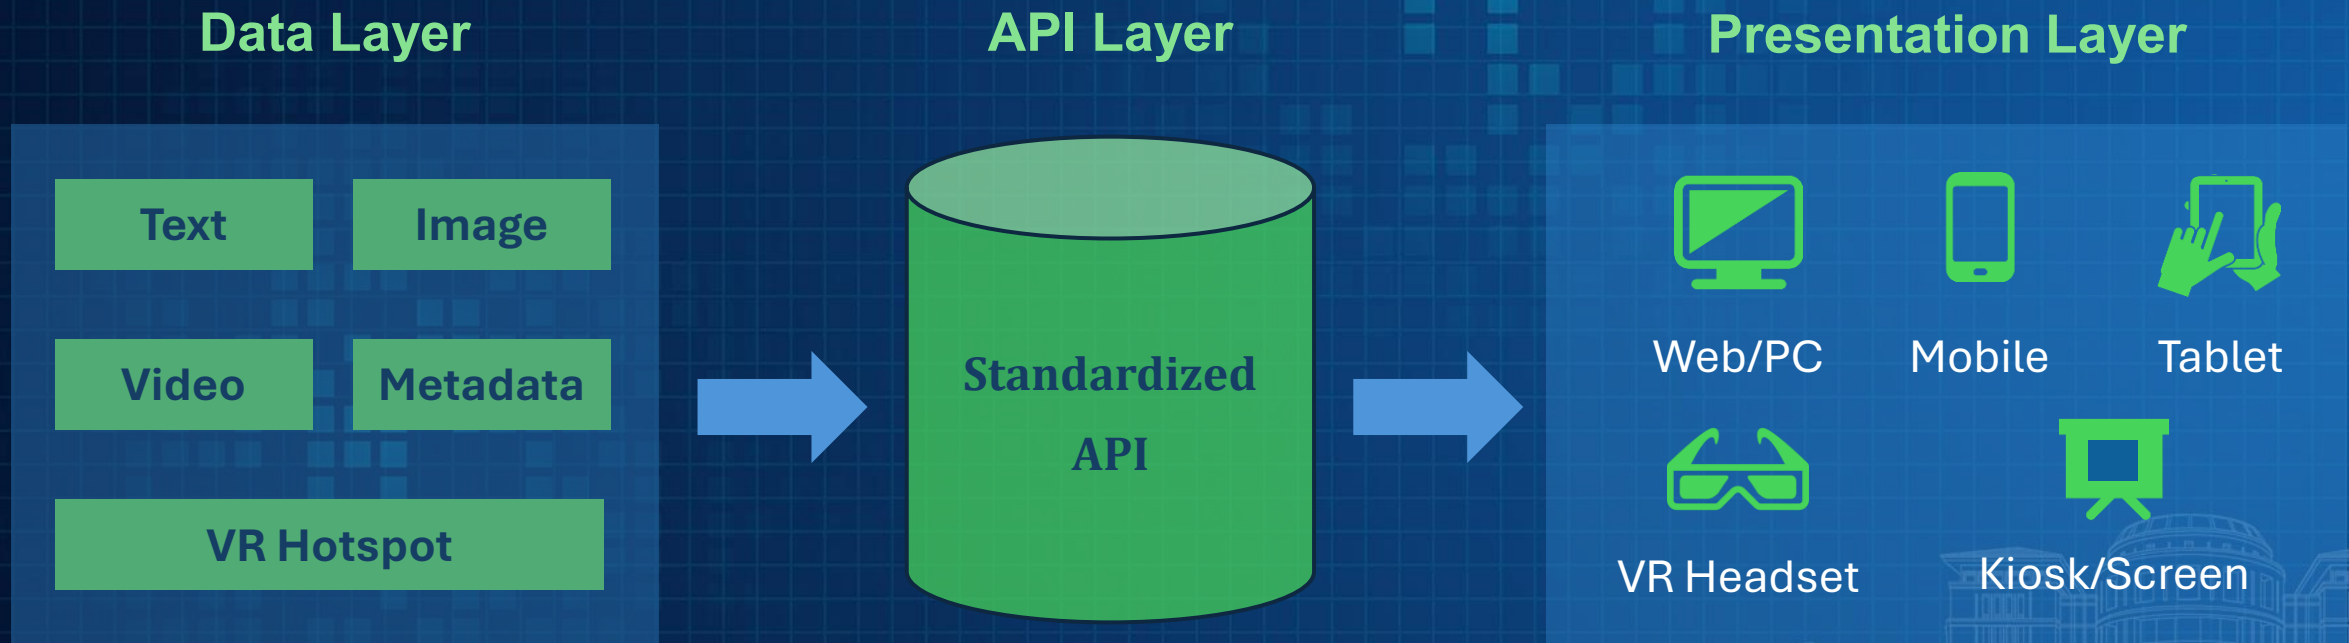 Data Layer
API Layer
Presentation Layer
Text
Image
Video
Metadata
VR Hotspot
Standardized
API
Web/PC
Mobile
Tablet
VR Headset
Kiosk/Screen